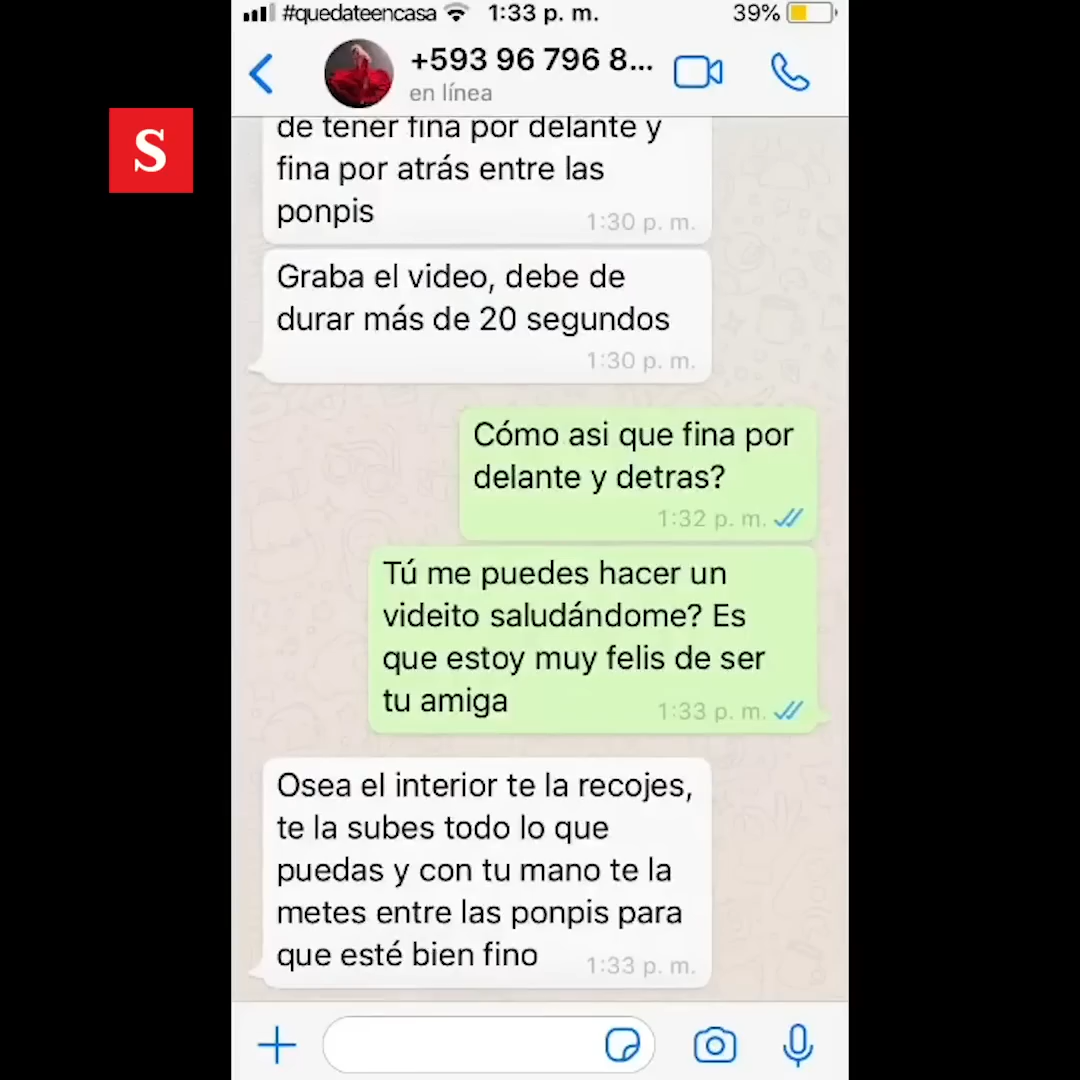 #quedateencasa 1:33 p. m. 39%
+593 96 796 8...
en línea
S
de tener fina por delante y
fina por atrás entre las
ponpis
1:30 p. m.
Graba el video, debe de
durar más de 20 segundos
1:30 p. m.
Cómo asi que fina por
delante y detras?
1:32 p. m.
Tú me puedes hacer un
videito saludándome? Es
que estoy muy felis de ser
tu amiga
1:33 p. m.
Osea el interior te la recojes,
te la subes todo lo que
puedas y con tu mano te la
metes entre las ponpis para
que esté bien fino
1:33 p. m.